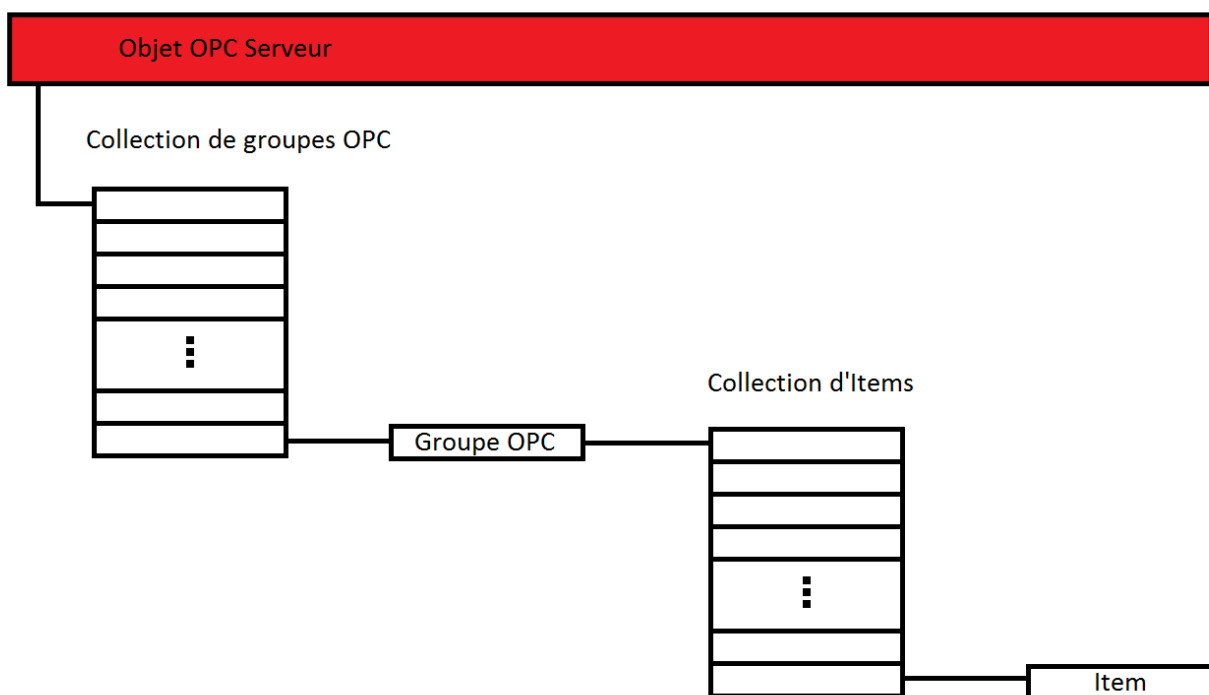 Objet OPC Serveur
Collection de groupes OPC
Collection d'Items
Groupe OPC
Item